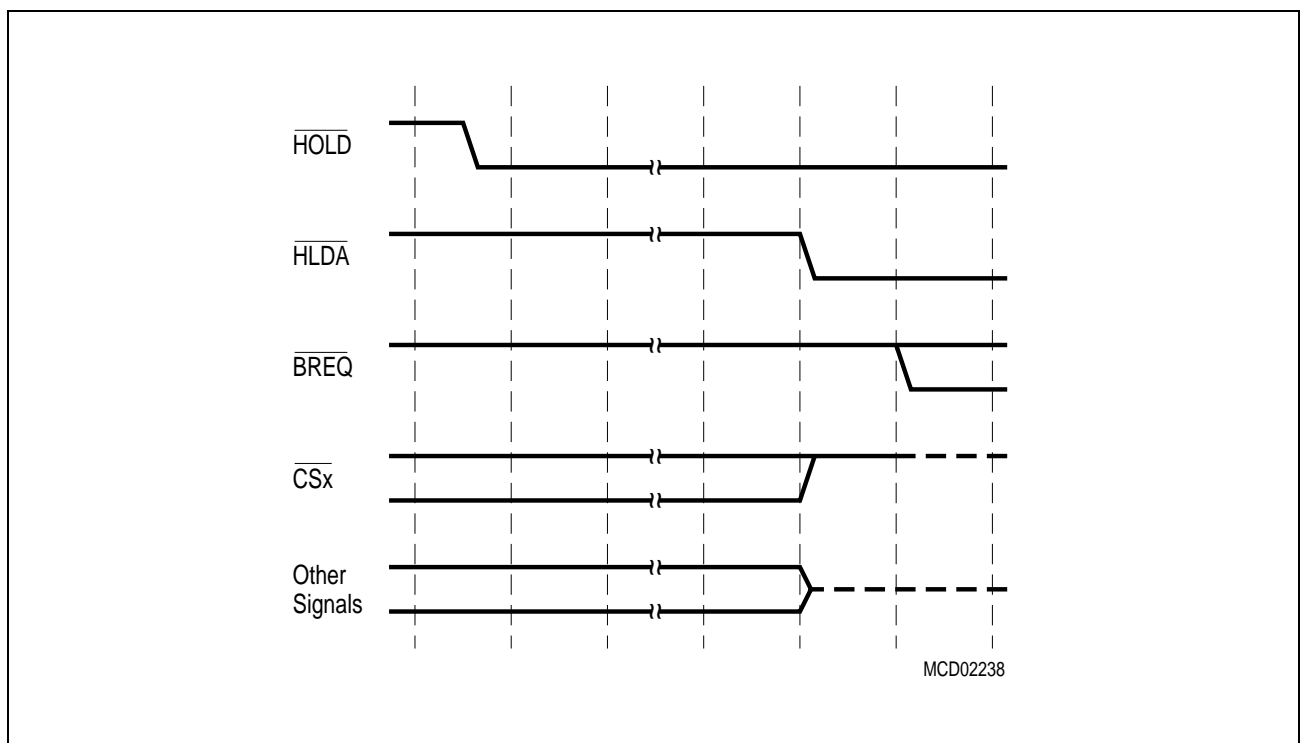 HOLD
HLDA
BREQ
CSx
Other
Signals
MCD02238